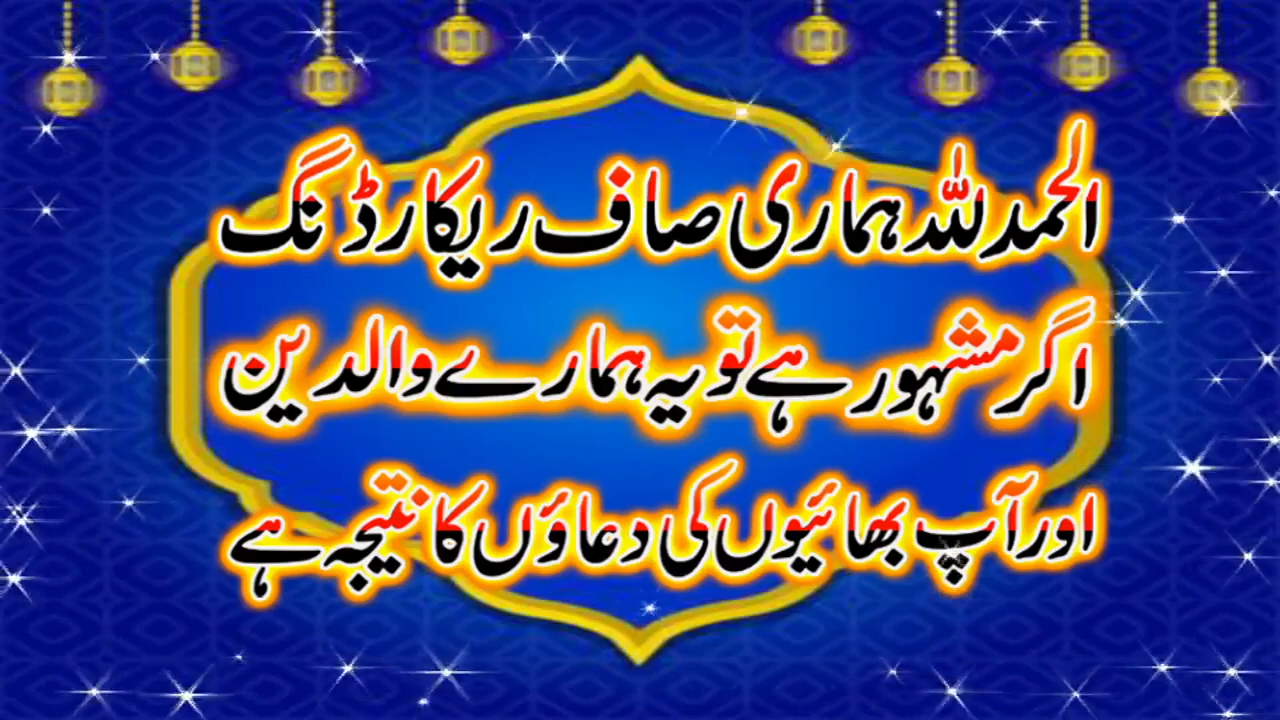 الحمدللہ ہماری صاف ریکارڈنگ
اگر مشہور ہے تو یہ ہمارے والدین
اور آپ بھائیوں کی دعاؤں کا نتیجہ ہے